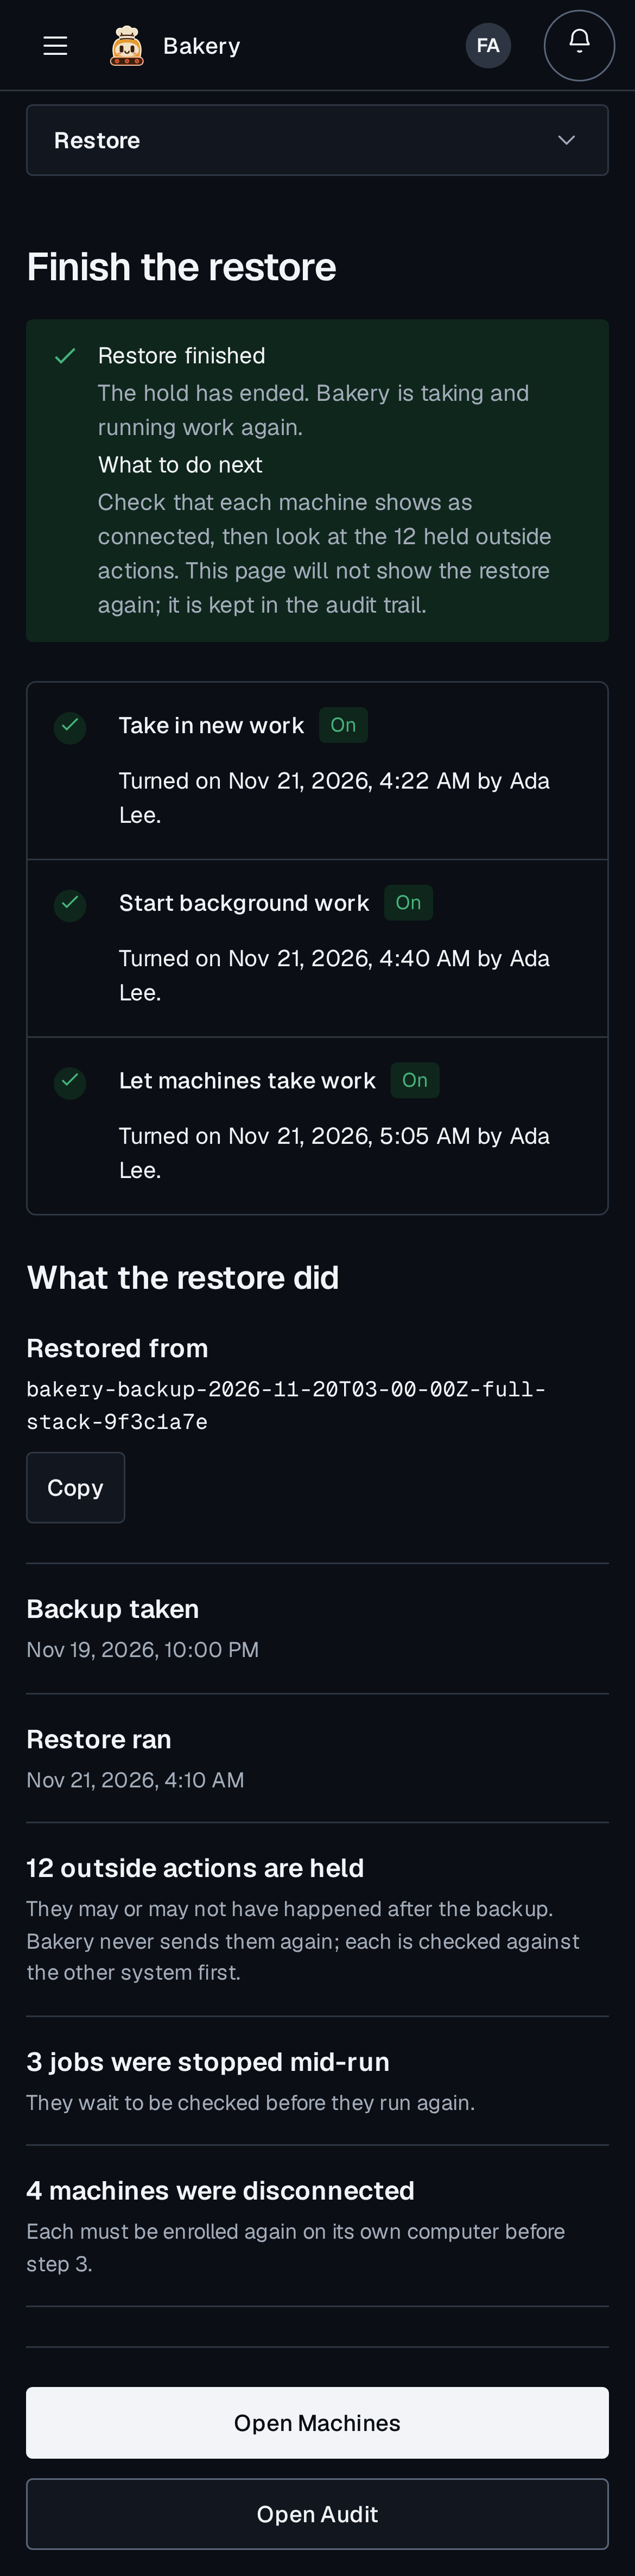 Bakery
FA
Restore
Finish the restore
Restore finished
The hold has ended. Bakery is taking and
running work again.
What to do next
Check that each machine shows as
connected, then look at the 12 held outside
actions. This page will not show the restore
again; it is kept in the audit trail.
Take in new work On
Turned on Nov 21, 2026, 4:22 AM by Ada
Lee.
Start background work On
Turned on Nov 21, 2026, 4:40 AM by Ada
Lee.
Let machines take work On
Turned on Nov 21, 2026, 5:05 AM by Ada
Lee.
What the restore did
Restored from
bakery-backup-2026-11-20T03-00-00Z-full-
stack-9f3c1a7e
Copy
Backup taken
Nov 19, 2026, 10:00 PM
Restore ran
Nov 21, 2026, 4:10 AM
12 outside actions are held
They may or may not have happened after the backup.
Bakery never sends them again; each is checked against
the other system first.
3 jobs were stopped mid-run
They wait to be checked before they run again.
4 machines were disconnected
Each must be enrolled again on its own computer before
step 3.
Open Machines
Open Audit